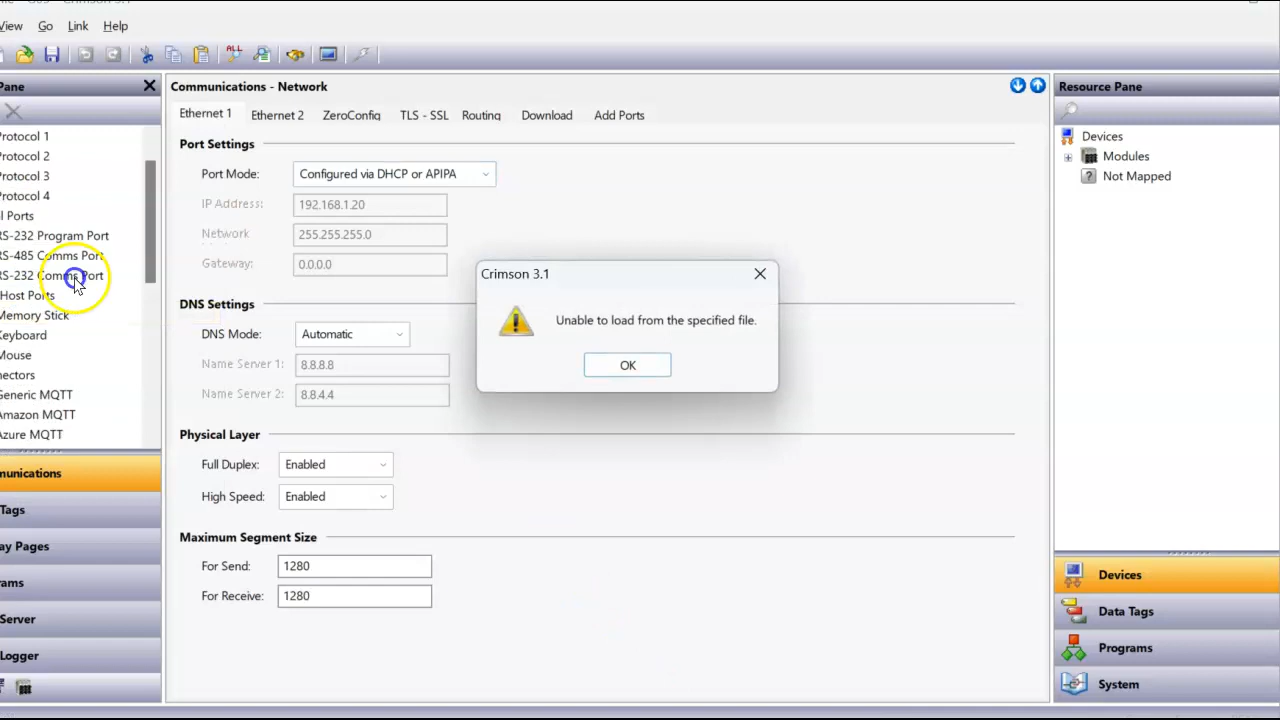 View Go Link Help
ALL
Pane
Protocol 1
Protocol 2
Protocol 3
Protocol 4
l Ports
RS-232 Program Port
RS-485 Comms Port
RS-232 Comms Port
Host Ports
Memory Stick
Keyboard
Mouse
nectors
Generic MQTT
Amazon MQTT
Azure MQTT
munications
Tags
ay Pages
rams
Server
Logger
Communications - Network
Ethernet 1 Ethernet 2 ZeroConfig TLS - SSL Routing Download Add Ports
Port Settings
Port Mode: Configured via DHCP or APIPA
IP Address: 192.168.1.20
Network 255.255.255.0
Gateway: 0.0.0.0
DNS Settings
DNS Mode: Automatic
Name Server 1: 8.8.8.8
Name Server 2: 8.8.4.4
Physical Layer
Full Duplex: Enabled
High Speed: Enabled
Maximum Segment Size
For Send: 1280
For Receive: 1280
Crimson 3.1
Unable to load from the specified file.
OK
Resource Pane
Devices
Modules
Not Mapped
Devices
Data Tags
Programs
System